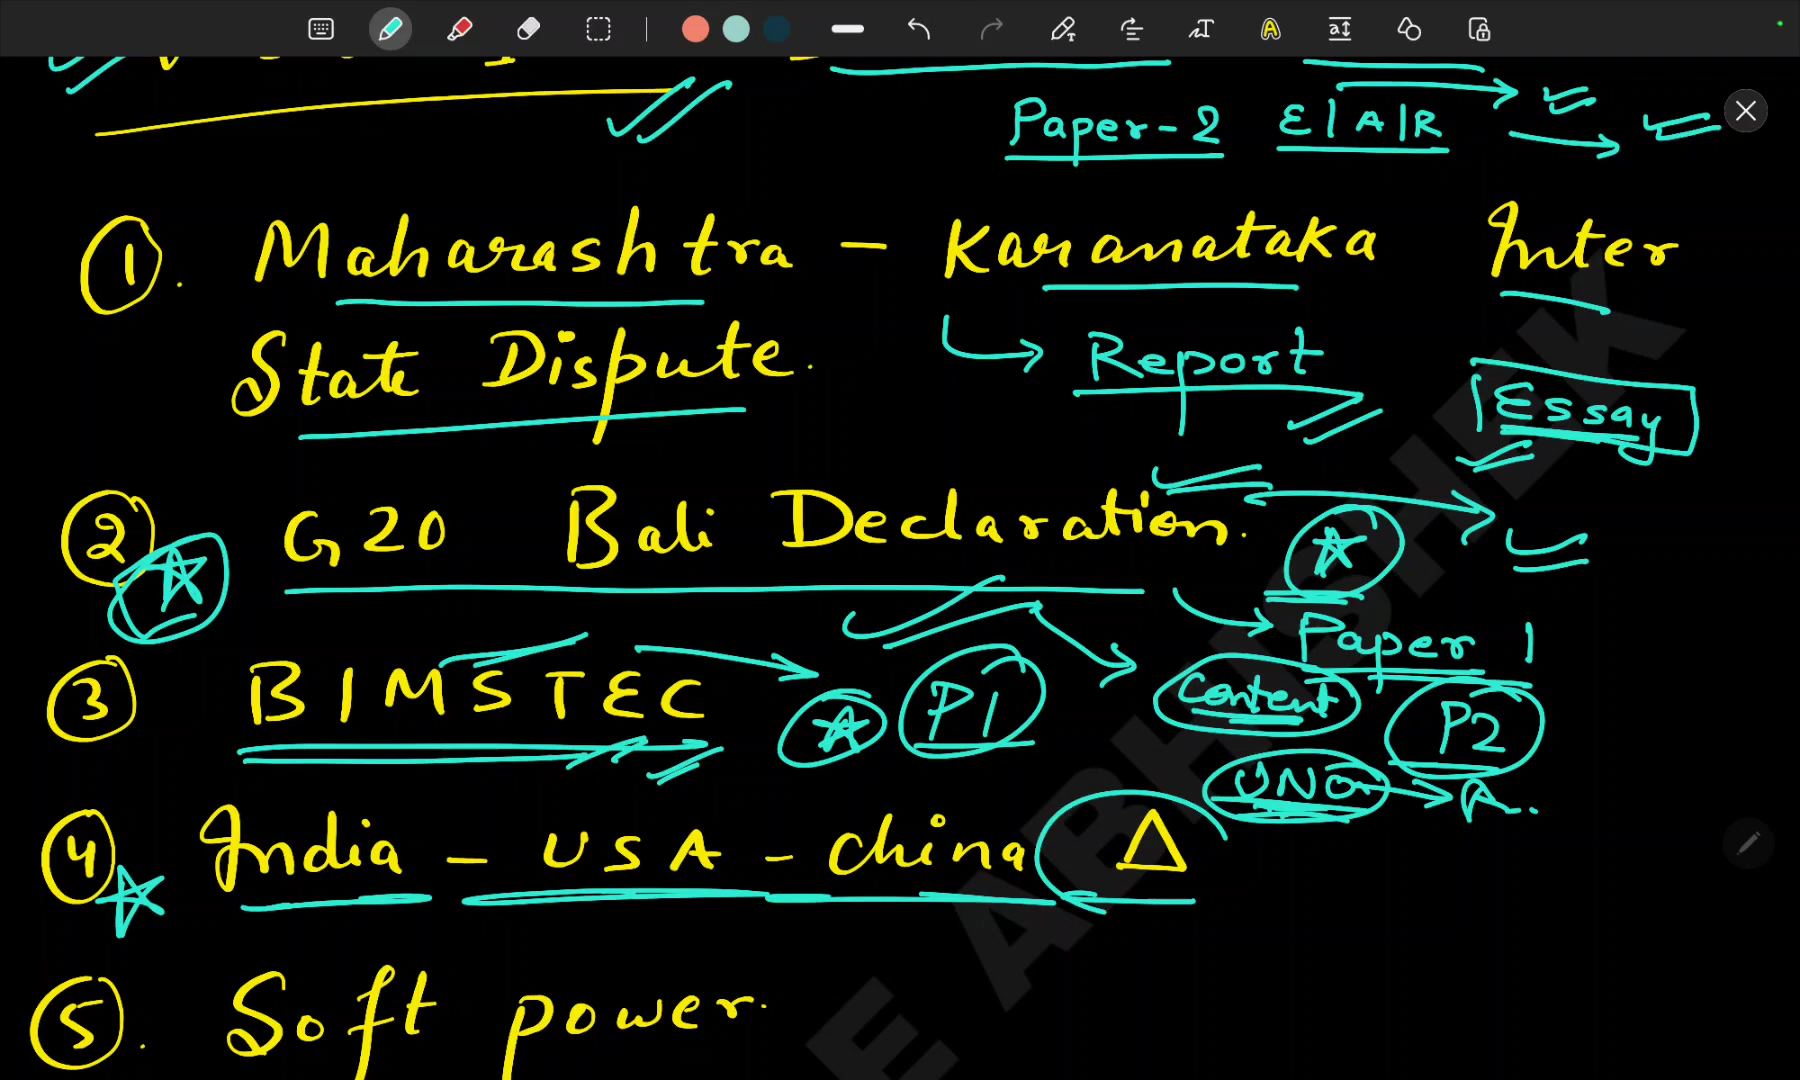 Paper-2 E|A|R
1. Maharashtra - Karanataka Inter
State Dispute. Report Essay
2 G20 Bali Declaration.
Paper 1
3 BIMSTEC P1 Content P2
UNO
4 India - USA - China
5. Soft power.
ABHISHEK